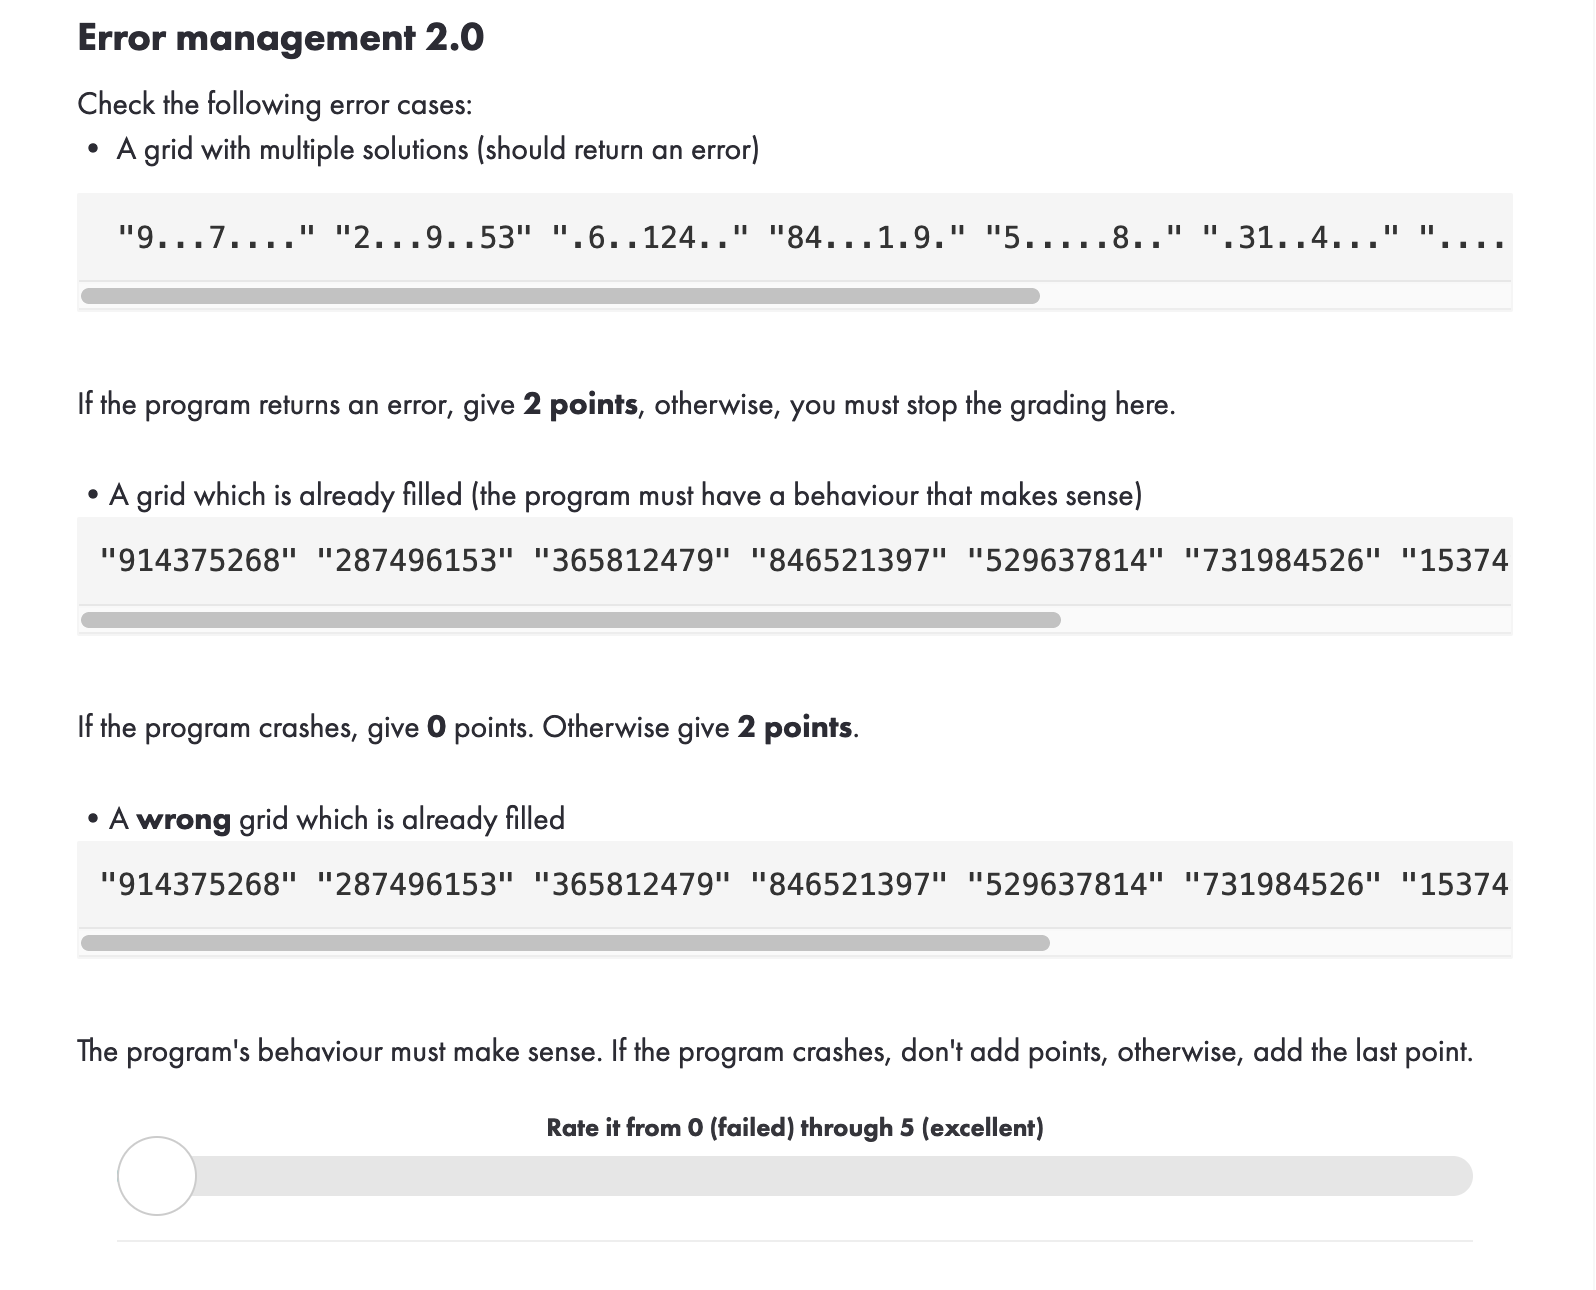 Error management 2.0
Check the following error cases:
• A grid with multiple solutions (should return an error)
"9...7...." "2...9..53" ".6..124.." "84...1.9." "5.....8.." ".31..4..." "....
If the program returns an error, give 2 points, otherwise, you must stop the grading here.
• A grid which is already filled (the program must have a behaviour that makes sense)
"914375268" "287496153" "365812479" "846521397" "529637814" "731984526" "15374
If the program crashes, give 0 points. Otherwise give 2 points.
• A wrong grid which is already filled
"914375268" "287496153" "365812479" "846521397" "529637814" "731984526" "15374
The program's behaviour must make sense. If the program crashes, don't add points, otherwise, add the last point.
Rate it from 0 (failed) through 5 (excellent)